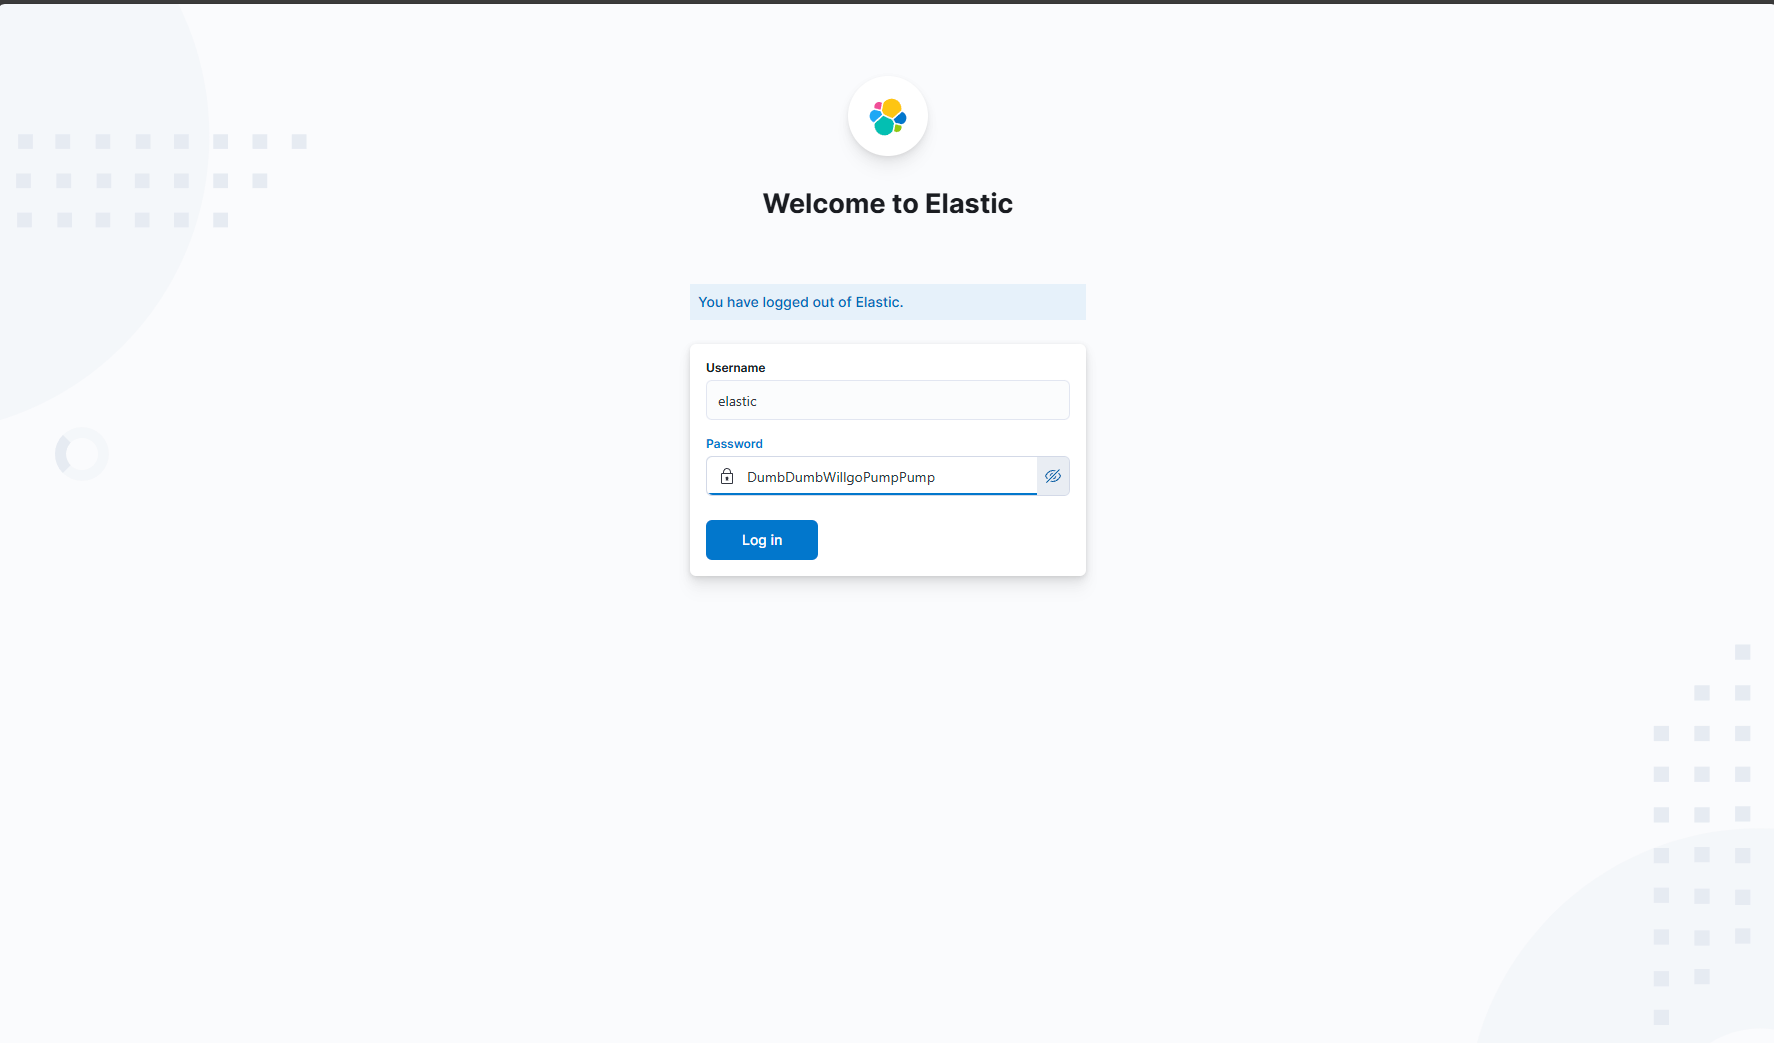 Welcome to Elastic
You have logged out of Elastic.
Username
elastic
Password
DumbDumbWillgoPumpPump
Log in